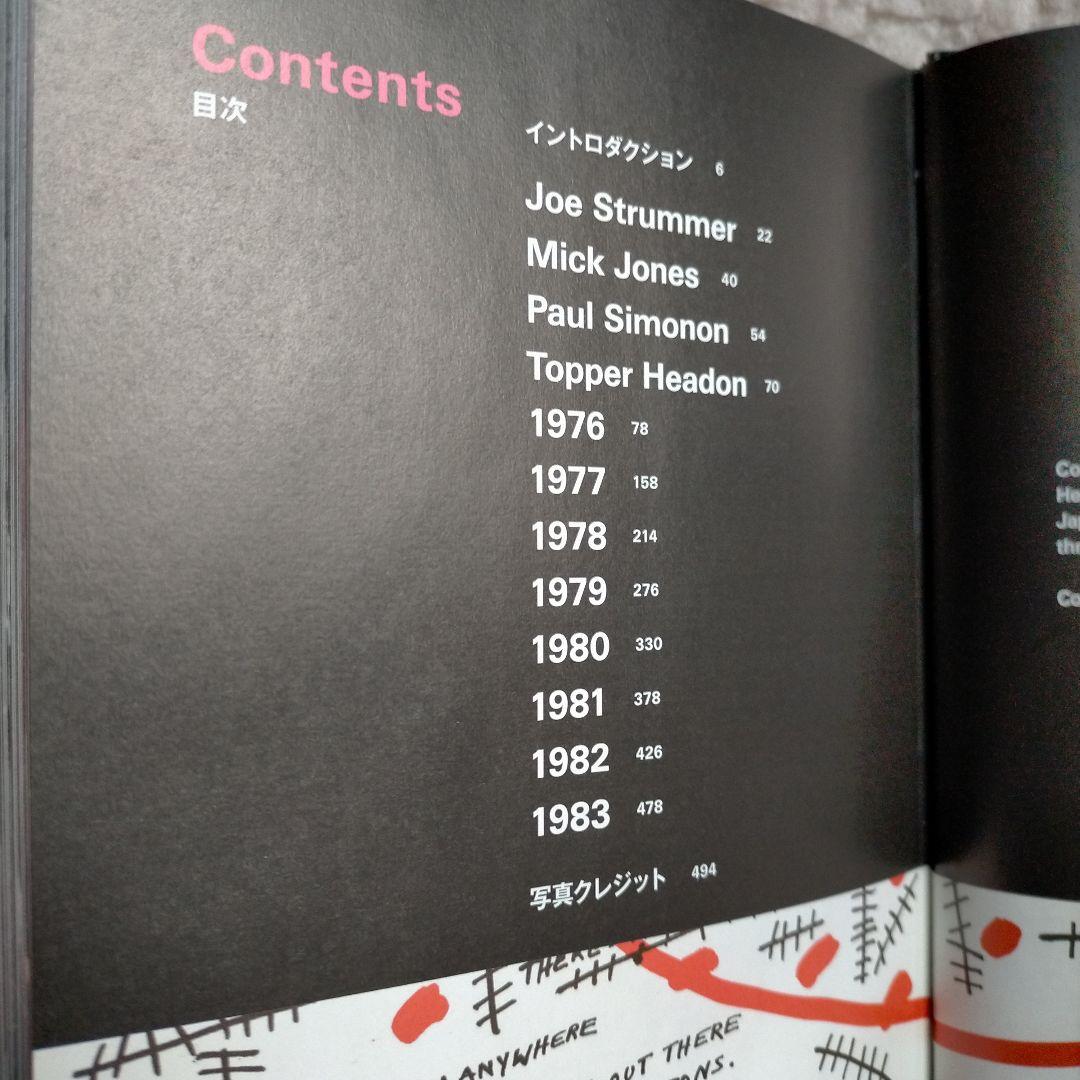 Contents
目次
イントロダクション 6
Joe Strummer 22
Mick Jones 40
Paul Simonon 54
Topper Headon 70
1976 78
1977 158
1978 214
1979 276
1980 330
1981 378
1982 426
1983 478
写真クレジット 494
THERE
ANYWHERE
OUT THERE